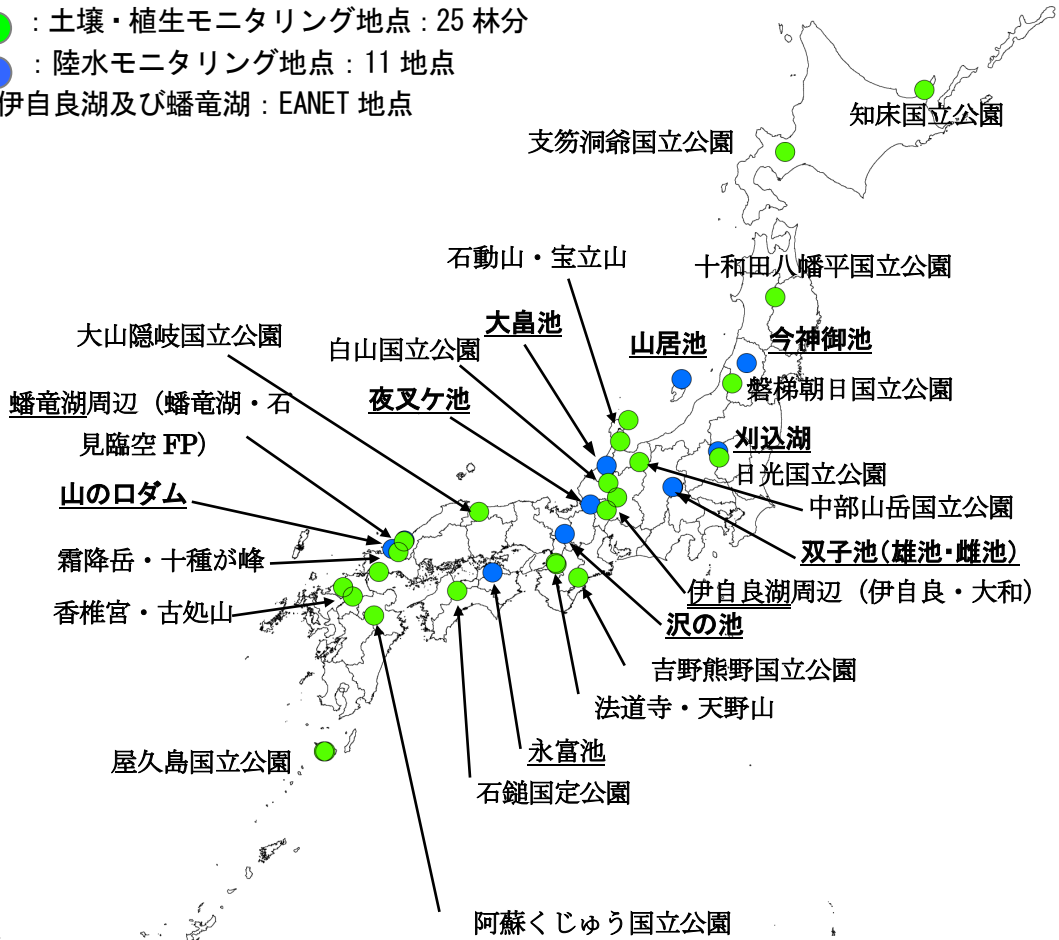 ：土壌・植生モニタリング地点：25 林分
：陸水モニタリング地点：11 地点
伊自良湖及び蟠竜湖：EANET 地点
知床国立公園
支笏洞爺国立公園
石動山・宝立山
十和田八幡平国立公園
大畠池
大山隠岐国立公園
白山国立公園
山居池
今神御池
磐梯朝日国立公園
夜叉ケ池
蟠竜湖周辺（蟠竜湖・石
見臨空 FP）
刈込湖
日光国立公園
山の口ダム
中部山岳国立公園
双子池（雄池・雌池）
霜降岳・十種が峰
伊自良湖周辺（伊自良・大和）
香椎宮・古処山
沢の池
吉野熊野国立公園
法道寺・天野山
永富池
屋久島国立公園
石鎚国定公園
阿蘇くじゅう国立公園